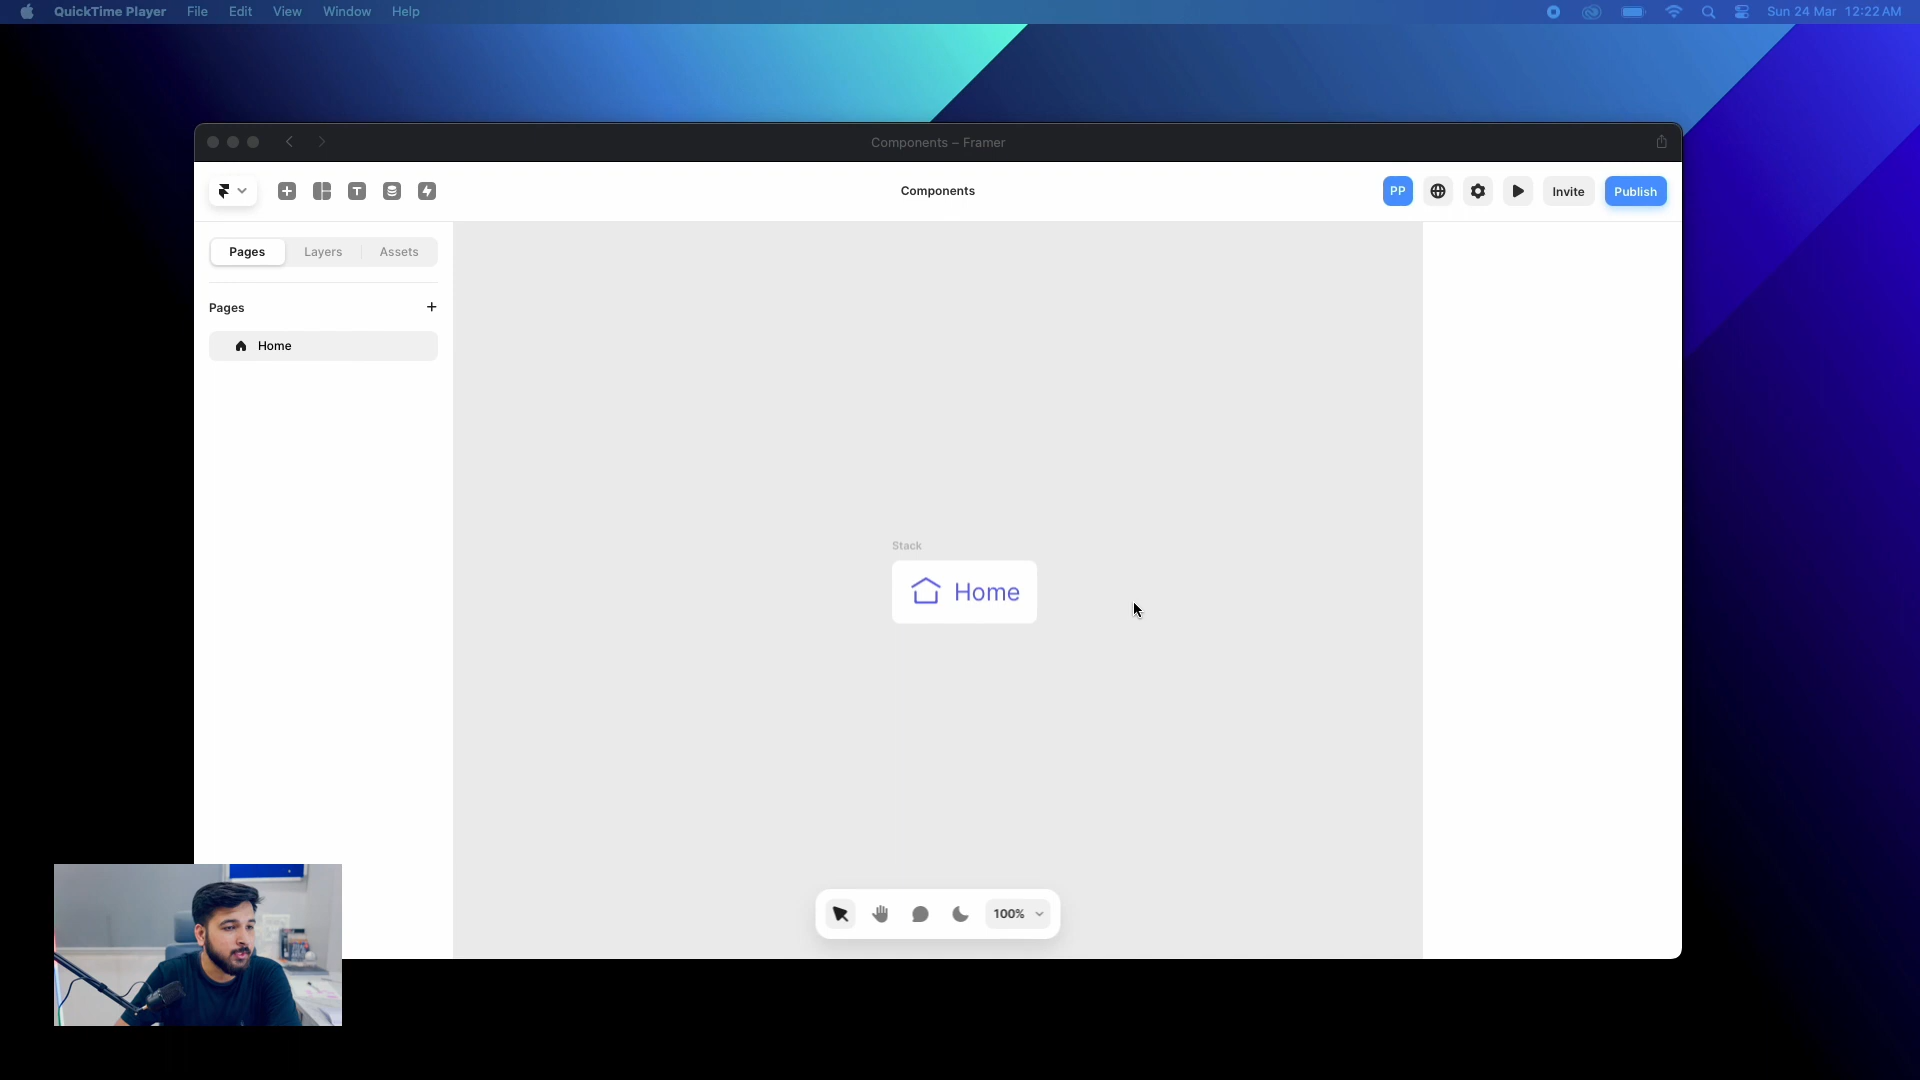 QuickTime Player File Edit View Window Help Sun 24 Mar 12:22 AM
Components – Framer
Components PP Invite Publish
Pages Layers Assets
Pages
Home
Stack
Home
100%